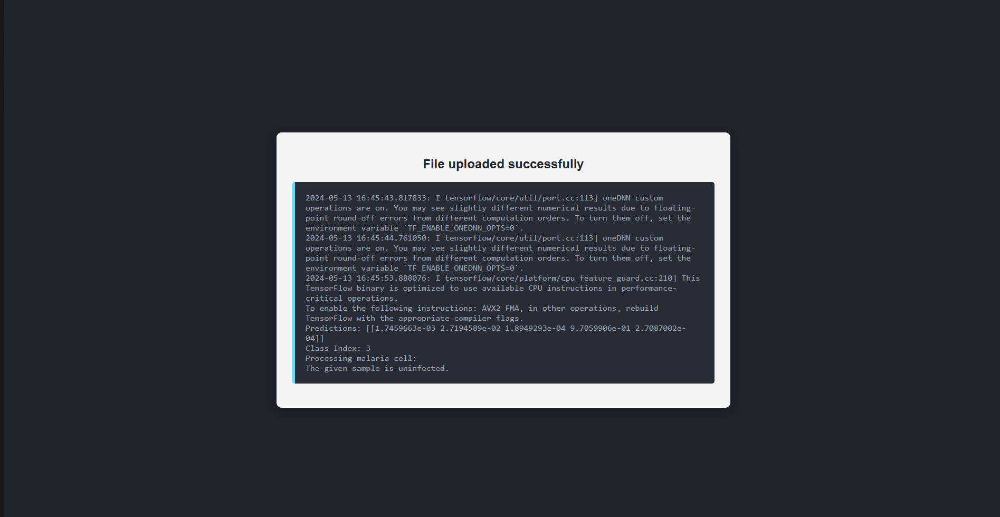 File uploaded successfully
2024-05-13 16:45:43.817833: I tensorflow/core/util/port.cc:113] oneDNN custom
operations are on. You may see slightly different numerical results due to floating-
point round-off errors from different computation orders. To turn them off, set the
environment variable `TF_ENABLE_ONEDNN_OPTS=0`.
2024-05-13 16:45:44.761050: I tensorflow/core/util/port.cc:113] oneDNN custom
operations are on. You may see slightly different numerical results due to floating-
point round-off errors from different computation orders. To turn them off, set the
environment variable `TF_ENABLE_ONEDNN_OPTS=0`.
2024-05-13 16:45:53.888076: I tensorflow/core/platform/cpu_feature_guard.cc:210] This
TensorFlow binary is optimized to use available CPU instructions in performance-
critical operations.
To enable the following instructions: AVX2 FMA, in other operations, rebuild
TensorFlow with the appropriate compiler flags.
Predictions: [[1.7459663e-03 2.7194589e-02 1.8949293e-04 9.7059906e-01 2.7087002e-
04]]
Class Index: 3
Processing malaria cell:
The given sample is uninfected.